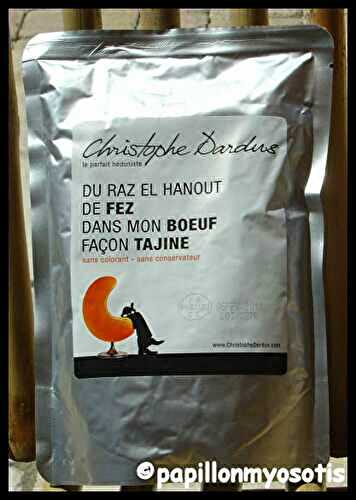 Christophe Dardus
le parfait hédoniste
DU RAZ EL HANOUT
DE FEZ
DANS MON BOEUF
FAÇON TAJINE
sans colorant - sans conservateur
www.ChristopheDardus.com
©papillonmyosotis